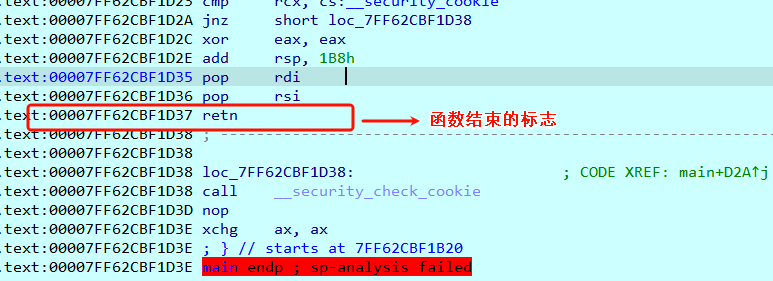 .text:00007FF62CBF1D23 cmp rcx, cs:__security_cookie
.text:00007FF62CBF1D2A jnz short loc_7FF62CBF1D38
.text:00007FF62CBF1D2C xor eax, eax
.text:00007FF62CBF1D2E add rsp, 1B8h
.text:00007FF62CBF1D35 pop rdi
.text:00007FF62CBF1D36 pop rsi
.text:00007FF62CBF1D37 retn 函数结束的标志
.text:00007FF62CBF1D38 ; ---------------------------------------------------------------------------
.text:00007FF62CBF1D38
.text:00007FF62CBF1D38 loc_7FF62CBF1D38: ; CODE XREF: main+D2A↑j
.text:00007FF62CBF1D38 call __security_check_cookie
.text:00007FF62CBF1D3D nop
.text:00007FF62CBF1D3E xchg ax, ax
.text:00007FF62CBF1D3E ; } // starts at 7FF62CBF1B20
.text:00007FF62CBF1D3E main endp ; sp-analysis failed